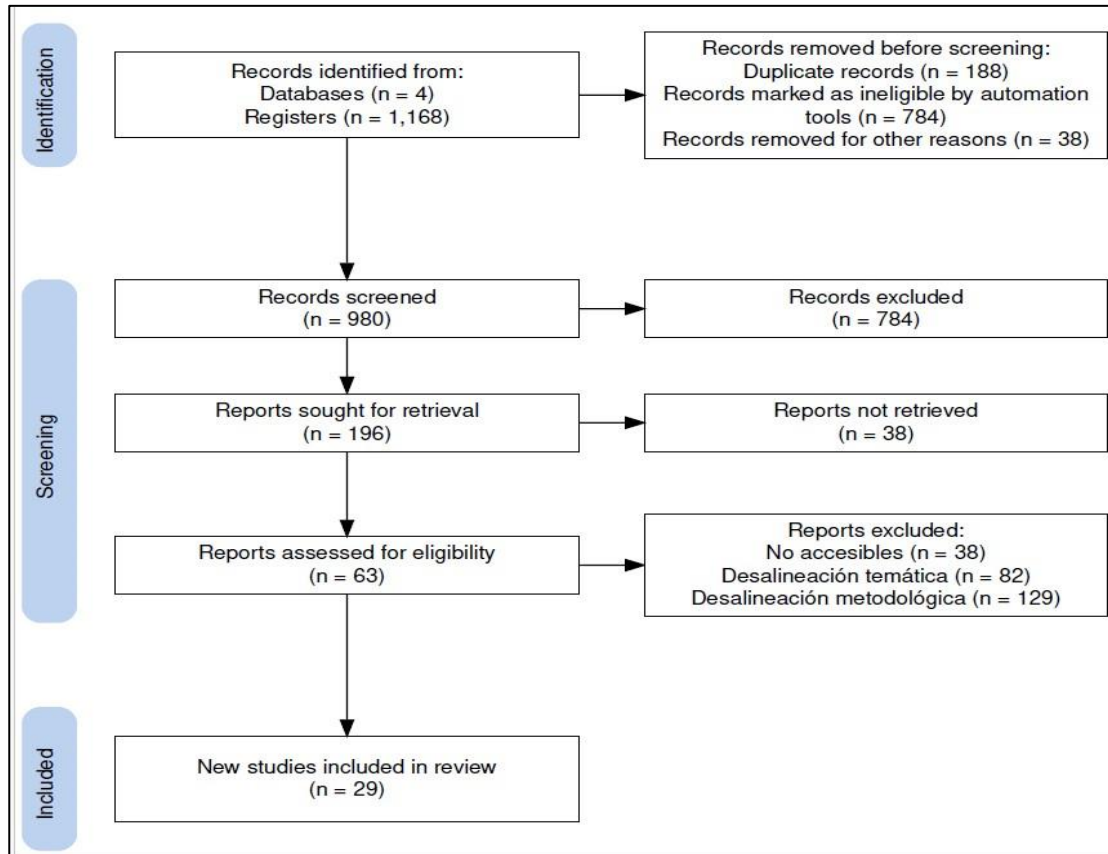 Identification
Records identified from:
Databases (n = 4)
Registers (n = 1,168)
Records removed before screening:
Duplicate records (n = 188)
Records marked as ineligible by automation
tools (n = 784)
Records removed for other reasons (n = 38)
Screening
Records screened
(n = 980)
Records excluded
(n = 784)
Reports sought for retrieval
(n = 196)
Reports not retrieved
(n = 38)
Reports assessed for eligibility
(n = 63)
Reports excluded:
No accesibles (n = 38)
Desalineación temática (n = 82)
Desalineación metodológica (n = 129)
Included
New studies included in review
(n = 29)